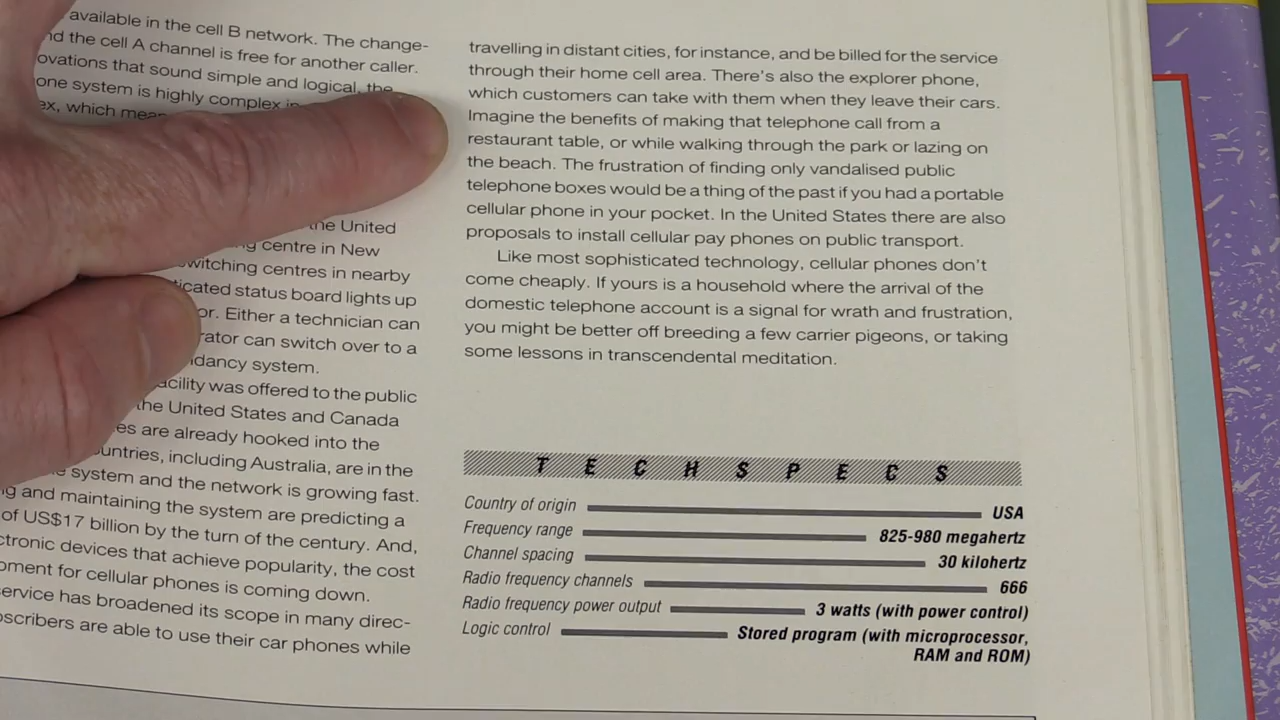 available in the cell B network. The change-
the cell A channel is free for another caller.
ovations that sound simple and logical, the
one system is highly complex
which
the United
centre in New
switching centres in nearby
status board lights up
Either a technician can
can switch over to a
system.
facility was offered to the public
the United States and Canada
are already hooked into the
countries, including Australia, are in the
system and the network is growing fast.
and maintaining the system are predicting a
of US$17 billion by the turn of the century. And,
ctronic devices that achieve popularity, the cost
for cellular phones is coming down.
service has broadened its scope in many direc-
are able to use their car phones while
travelling in distant cities, for instance, and be billed for the service
through their home cell area. There's also the explorer phone,
which customers can take with them when they leave their cars.
Imagine the benefits of making that telephone call from a
restaurant table, or while walking through the park or lazing on
the beach. The frustration of finding only vandalised public
telephone boxes would be a thing of the past if you had a portable
cellular phone in your pocket. In the United States there are also
proposals to install cellular pay phones on public transport.
Like most sophisticated technology, cellular phones don't
come cheaply. If yours is a household where the arrival of the
domestic telephone account is a signal for wrath and frustration,
you might be better off breeding a few carrier pigeons, or taking
some lessons in transcendental meditation.
TECHSPECS
Country of origin USA
Frequency range 825-980 megahertz
Channel spacing 30 kilohertz
Radio frequency channels 666
Radio frequency power output 3 watts (with power control)
Logic control Stored program (with microprocessor,
RAM and ROM)